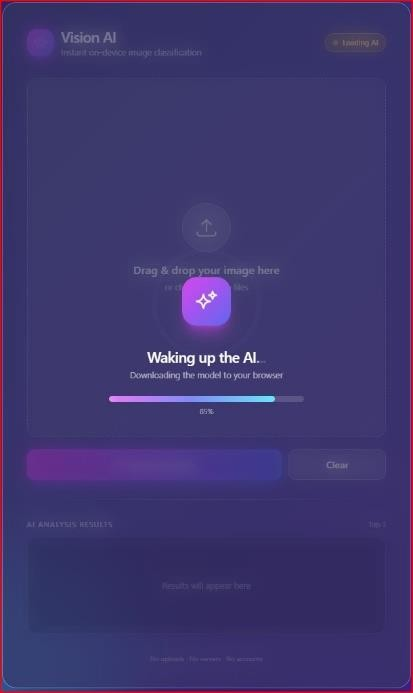 Vision AI
Instant on-device image classification
Loading AI
Drag & drop your image here
or files
Waking up the AI...
Downloading the model to your browser
85%
Clear
AI ANALYSIS RESULTS
Top 3
Results will appear here
No uploads · No servers · No accounts